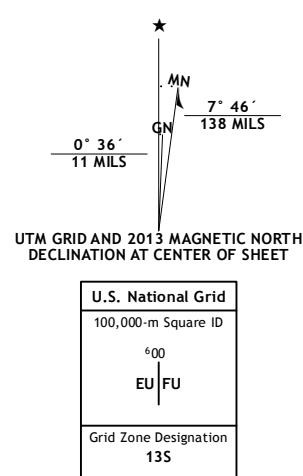 ★
MN
GN
7° 46´
138 MILS
0° 36´
11 MILS
UTM GRID AND 2013 MAGNETIC NORTH
DECLINATION AT CENTER OF SHEET
U.S. National Grid
100,000-m Square ID
⁶00
EU FU
Grid Zone Designation
13S